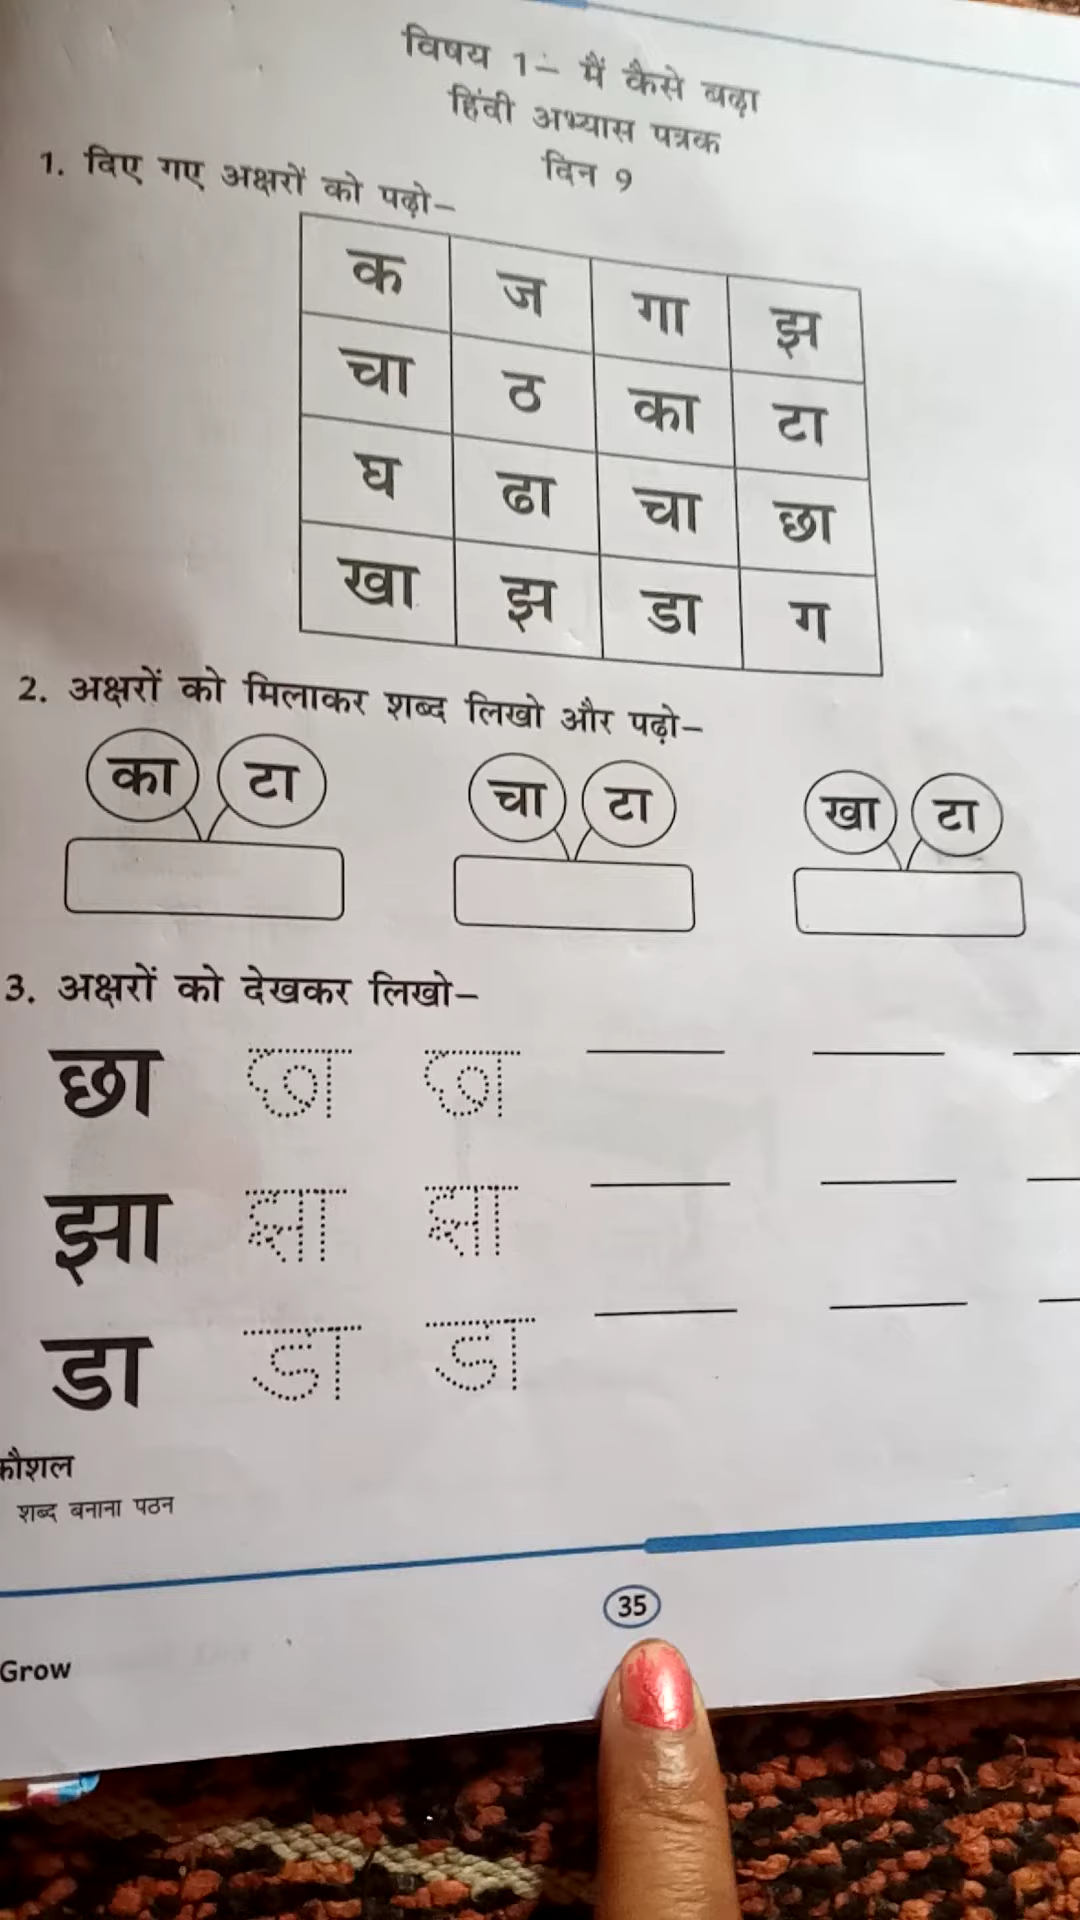 विषय 1– मैं कैसे बढ़ा
हिंदी अभ्यास पत्रक
दिन 9
1. दिए गए अक्षरों को पढ़ो–
क ज गा झ
चा ठ का टा
घ ढा चा छा
खा झ डा ग
2. अक्षरों को मिलाकर शब्द लिखो और पढ़ो–
का टा चा टा खा टा
3. अक्षरों को देखकर लिखो–
छा छा छा
झा झा झा
डा डा डा
कौशल
शब्द बनाना पठन
35
Grow